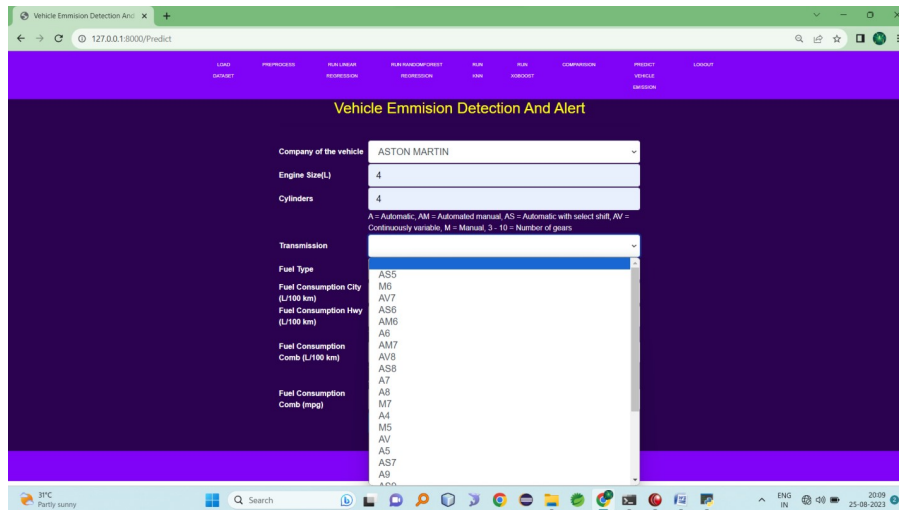 Vehicle Emmision Detection And
127.0.0.1:8000/Predict
LOAD DATASET
PREPROCESS
RUN LINEAR REGRESSION
RUN RANDOMFOREST REGRESSION
RUN KNN
RUN XGBOOST
COMPARISION
PREDICT VEHICLE EMISSION
LOGOUT
Vehicle Emmision Detection And Alert
Company of the vehicle
ASTON MARTIN
Engine Size(L)
4
Cylinders
4
A = Automatic, AM = Automated manual, AS = Automatic with select shift, AV =
Continuously variable, M = Manual, 3 - 10 = Number of gears
Transmission
Fuel Type
Fuel Consumption City
(L/100 km)
Fuel Consumption Hwy
(L/100 km)
Fuel Consumption
Comb (L/100 km)
Fuel Consumption
Comb (mpg)
AS5
M6
AV7
AS6
AM6
A6
AM7
AV8
AS8
A7
A8
M7
A4
M5
AV
A5
AS7
A9
31°C
Partly sunny
Search
ENG
IN
20:09
25-08-2023
2